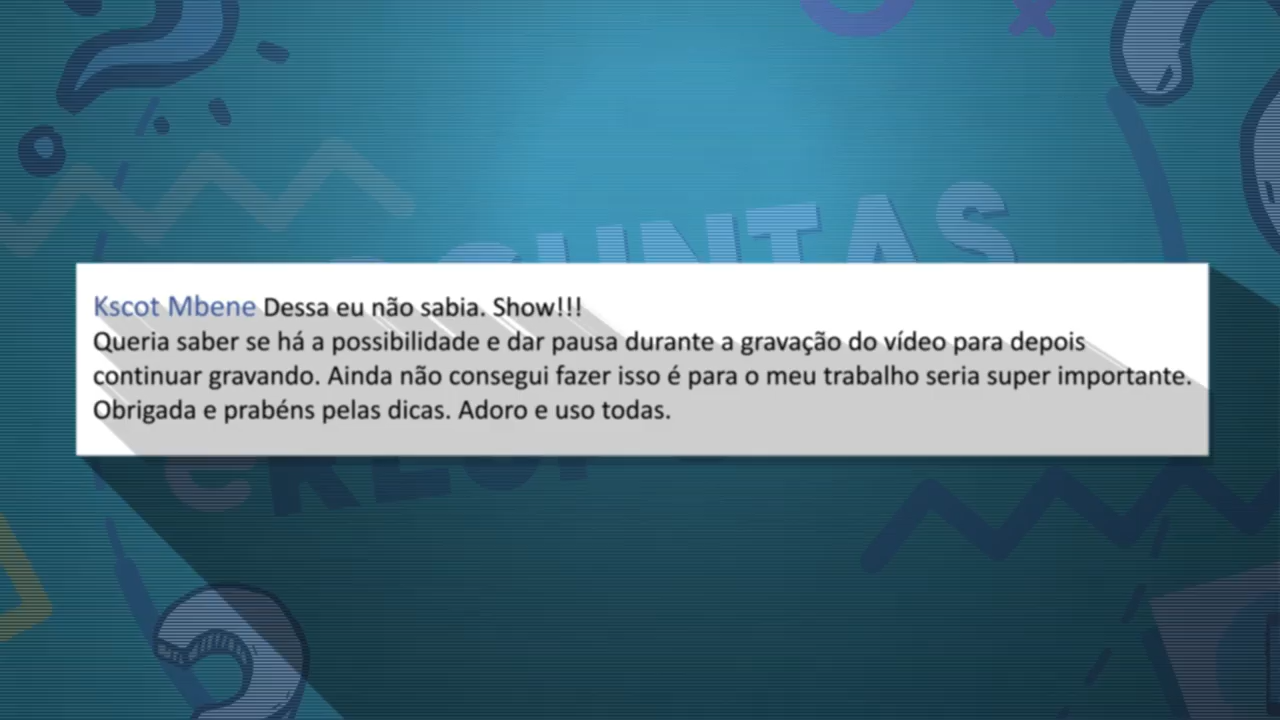 PERGUNTAS
Kscot Mbene Dessa eu não sabia. Show!!!
Queria saber se há a possibilidade e dar pausa durante a gravação do vídeo para depois
continuar gravando. Ainda não consegui fazer isso é para o meu trabalho seria super importante.
Obrigada e prabéns pelas dicas. Adoro e uso todas.